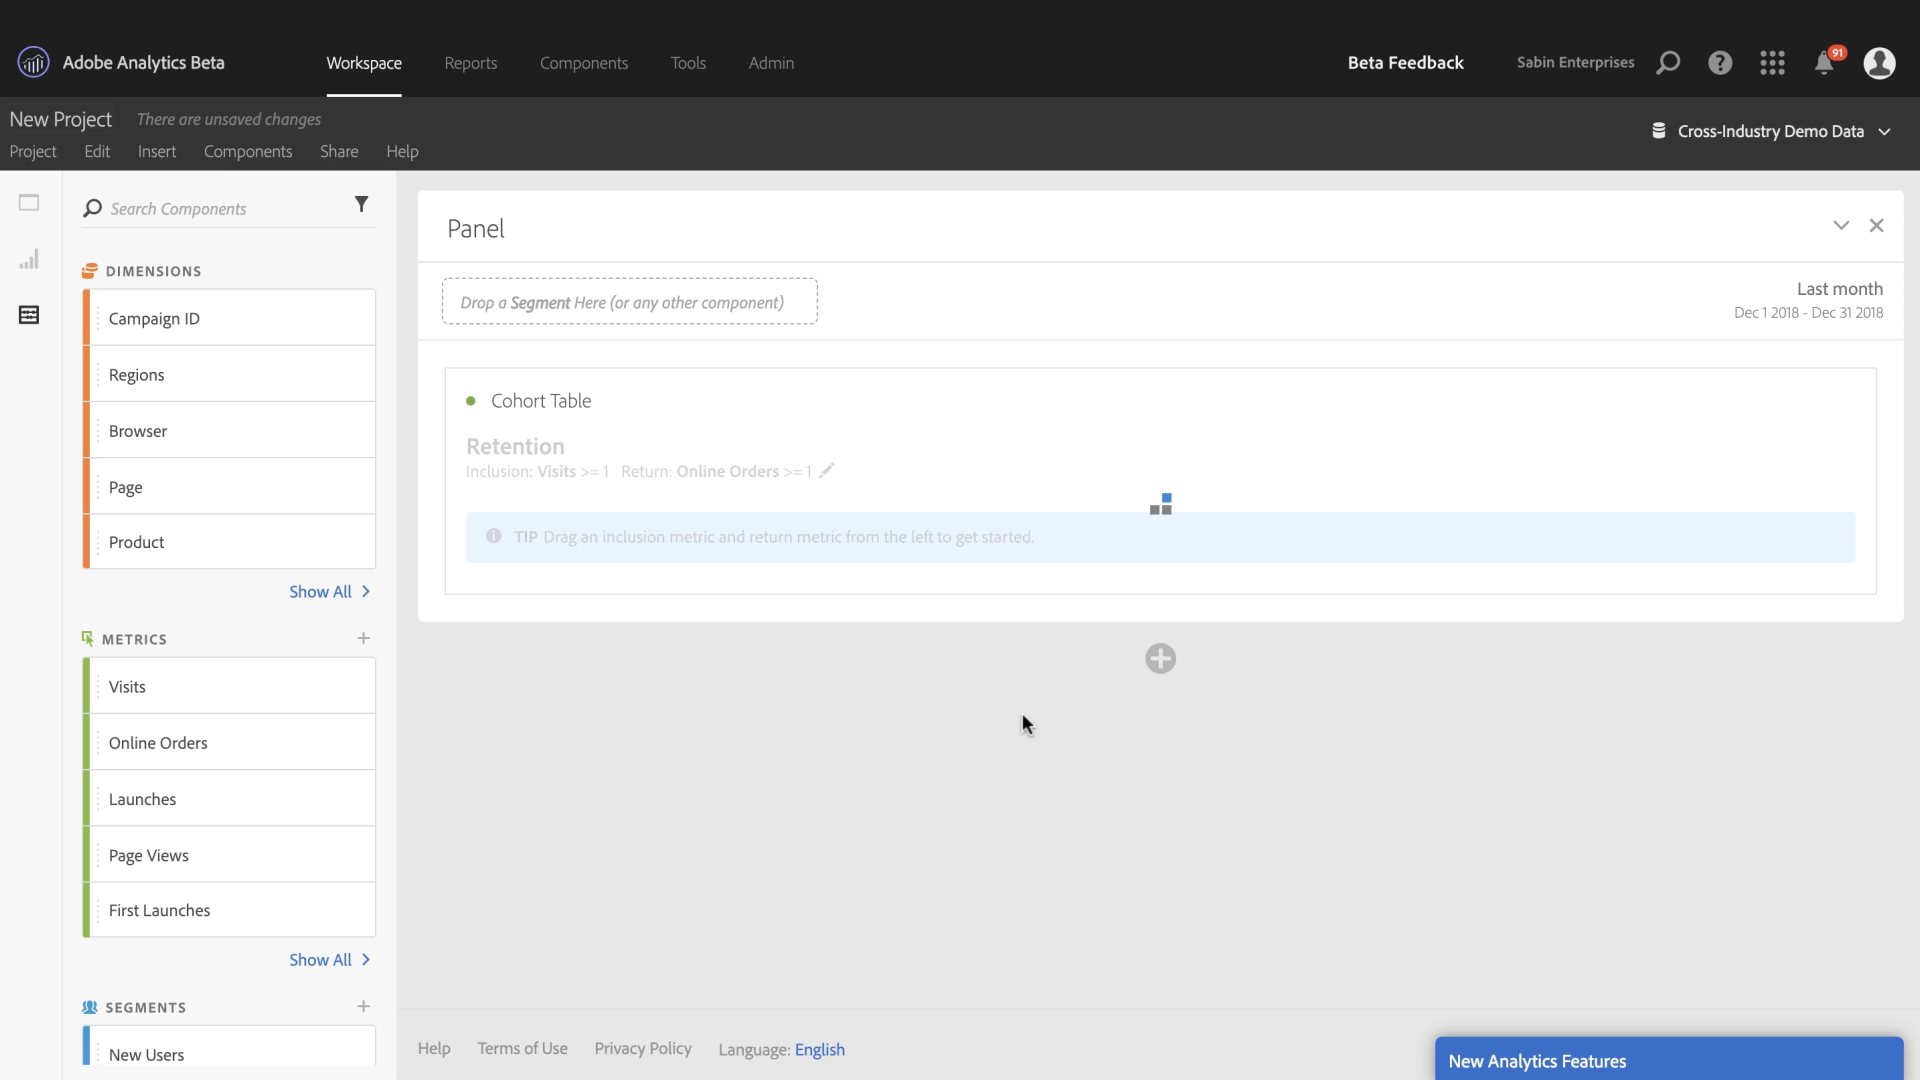 Adobe Analytics Beta
Workspace
Reports
Components
Tools
Admin
Beta Feedback
Sabin Enterprises
91
New Project
There are unsaved changes
Project
Edit
Insert
Components
Share
Help
Cross-Industry Demo Data
Search Components
DIMENSIONS
Campaign ID
Regions
Browser
Page
Product
Show All
METRICS
Visits
Online Orders
Launches
Page Views
First Launches
Show All
SEGMENTS
New Users
Panel
Drop a Segment Here (or any other component)
Last month
Dec 1 2018 - Dec 31 2018
Cohort Table
Retention
Inclusion: Visits >= 1 Return: Online Orders >= 1
TIP Drag an inclusion metric and return metric from the left to get started.
Help
Terms of Use
Privacy Policy
Language: English
New Analytics Features